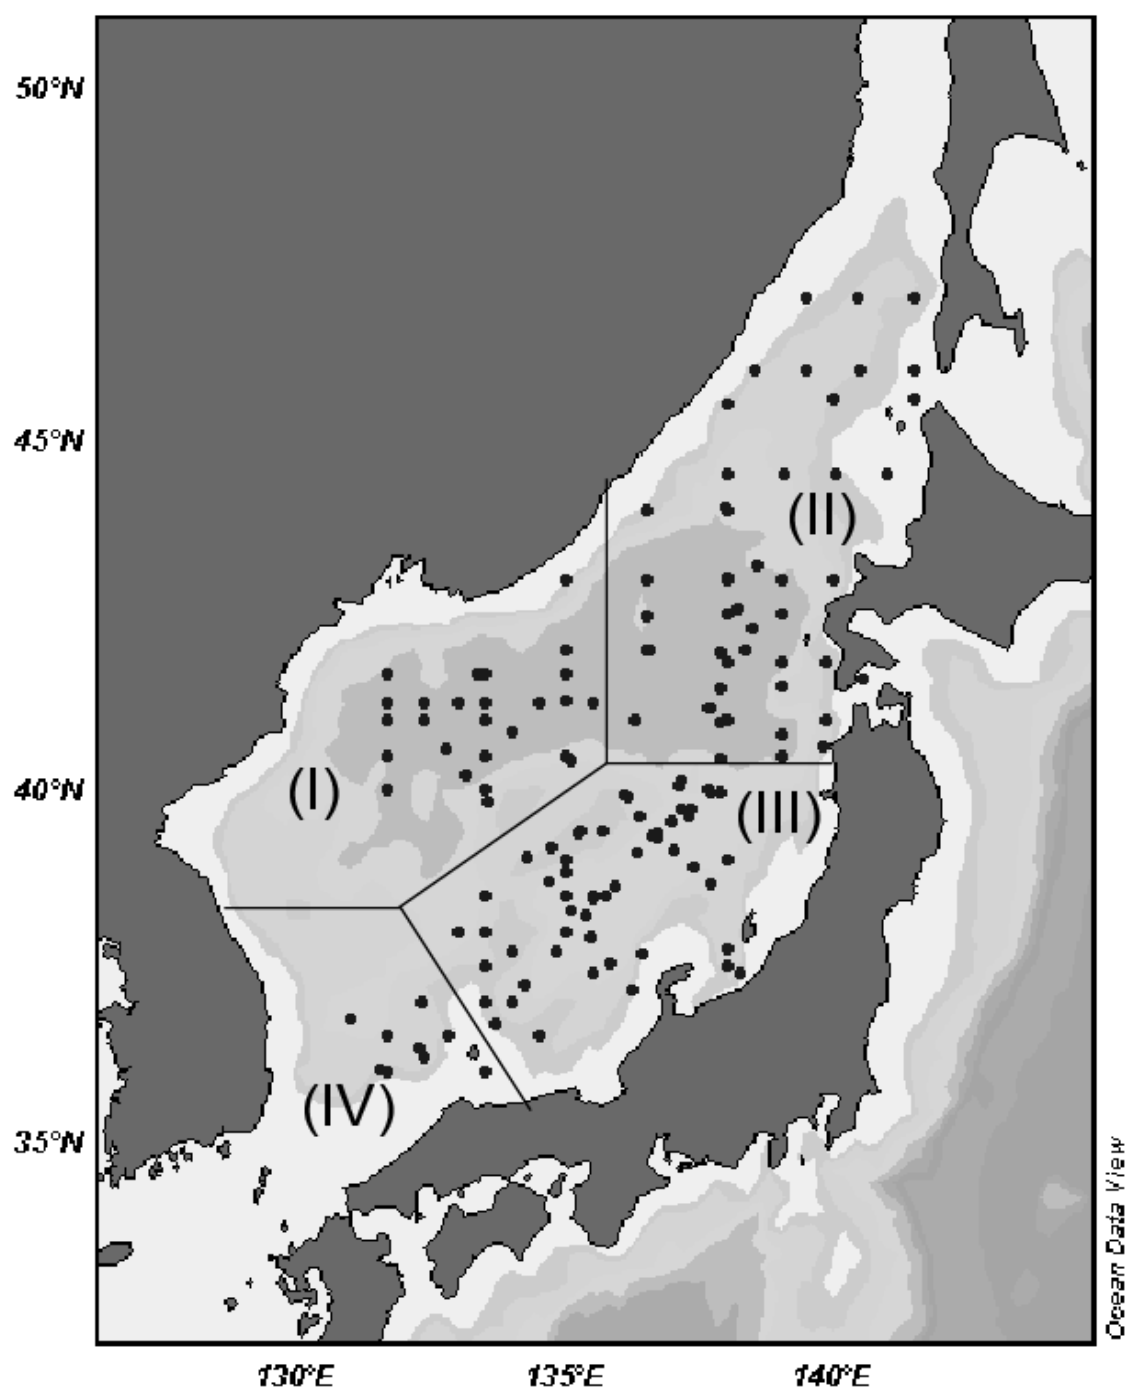 50°N
45°N
(II)
(I)
40°N
(III)
(IV)
35°N
130°E
135°E
140°E
Ocean Data View